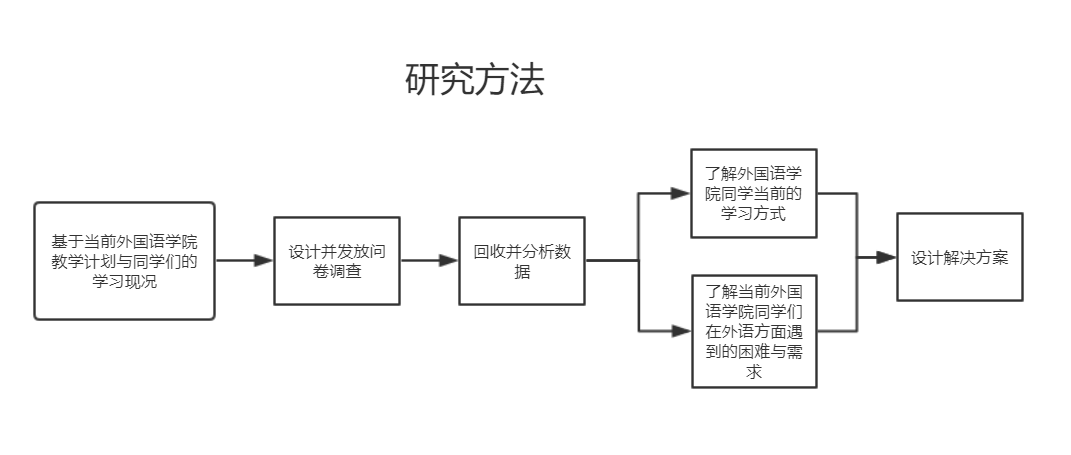 研究方法
基于当前外国语学院
教学计划与同学们的
学习现况
设计并发放问
卷调查
回收并分析数
据
了解外国语学
院同学当前的
学习方式
了解当前外国
语学院同学们
在外语方面遇
到的困难与需
求
设计解决方案